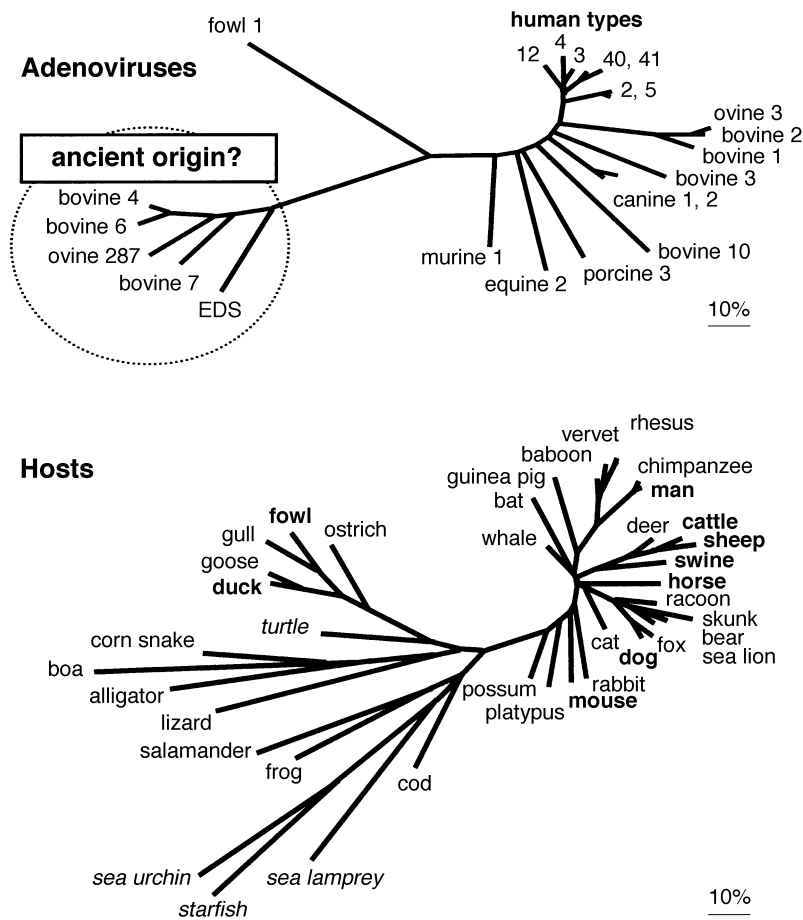 human types
fowl 1
4
12
3
40, 41
Adenoviruses
2, 5
ovine 3
bovine 2
ancient origin?
bovine 1
bovine 3
bovine 4
canine 1, 2
bovine 6
ovine 287
murine 1
bovine 10
bovine 7
equine 2
porcine 3
EDS
10%
Hosts
rhesus
vervet
baboon
chimpanzee
guinea pig
man
bat
fowl
ostrich
deer
cattle
gull
whale
sheep
goose
swine
duck
horse
racoon
turtle
skunk
cat
fox
bear
corn snake
dog
sea lion
boa
possum
rabbit
alligator
platypus
mouse
lizard
salamander
frog
cod
sea urchin
sea lamprey
starfish
10%